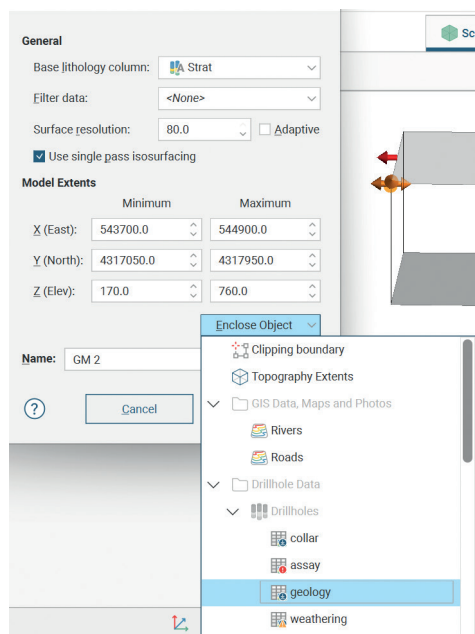 Sc
General
Base lithology column: Strat
Filter data: <None>
Surface resolution: 80.0 Adaptive
Use single pass isosurfacing
Model Extents
Minimum Maximum
X (East): 543700.0 544900.0
Y (North): 4317050.0 4317950.0
Z (Elev): 170.0 760.0
Enclose Object
Name: GM 2
Clipping boundary
Topography Extents
? Cancel
GIS Data, Maps and Photos
Rivers
Roads
Drillhole Data
Drillholes
collar
assay
geology
weathering